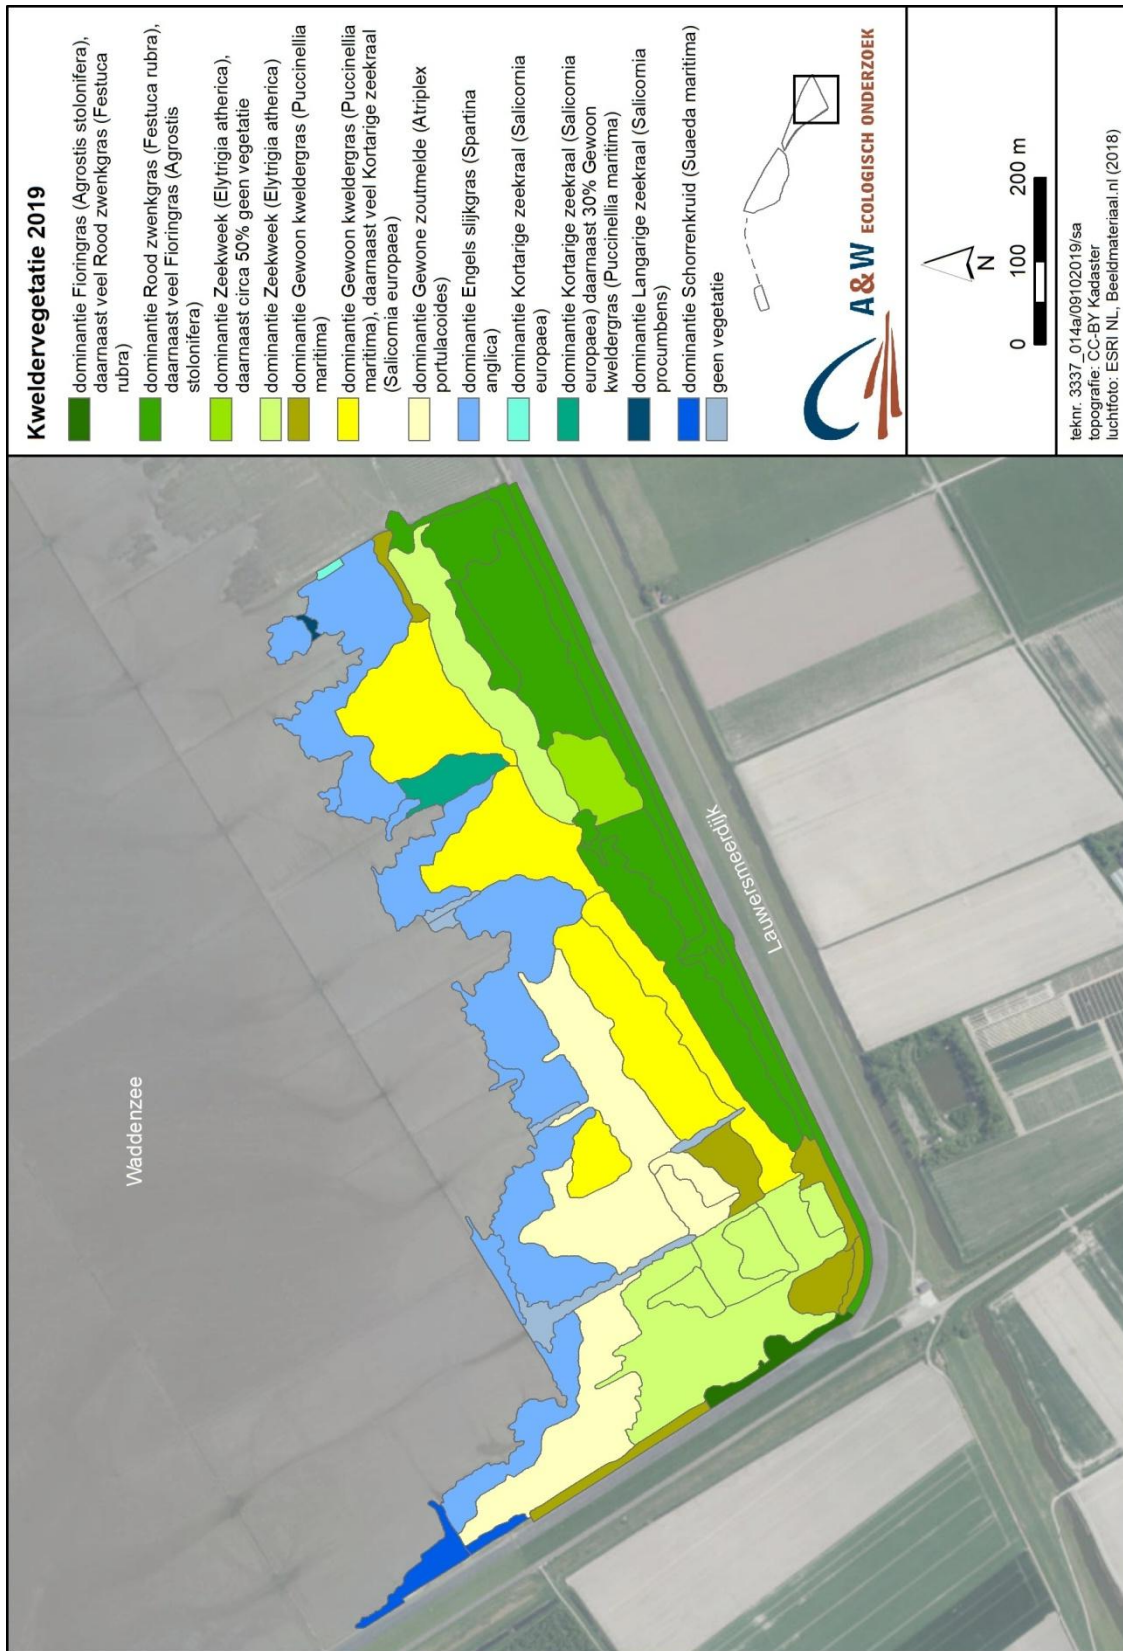 Kweldervegetatie 2019
dominantie Fioringras (Agrostis stolonifera),
daarnaast veel Rood zwenkgras (Festuca
rubra)
dominantie Rood zwenkgras (Festuca rubra),
daarnaast veel Fioringras (Agrostis
stolonifera)
dominantie Zeekweek (Elytrigia atherica),
daarnaast circa 50% geen vegetatie
dominantie Zeekweek (Elytrigia atherica)
dominantie Gewoon kweldergras (Puccinellia
maritima)
dominantie Gewoon kweldergras (Puccinellia
maritima), daarnaast veel Kortarige zeekraal
(Salicornia europaea)
dominantie Gewone zoutmelde (Atriplex
portulacoides)
dominantie Engels slijkgras (Spartina
anglica)
dominantie Kortarige zeekraal (Salicornia
europaea)
dominantie Kortarige zeekraal (Salicornia
europaea) daarnaast 30% Gewoon
kweldergras (Puccinellia maritima)
dominantie Langarige zeekraal (Salicornia
procumbens)
dominantie Schorrenkruid (Suaeda maritima)
geen vegetatie
A&W ECOLOGISCH ONDERZOEK
N
0 100 200 m
teknr. 3337_014a/09102019/sa
topografie: CC-BY Kadaster
luchtfoto: ESRI NL, Beeldmateriaal.nl (2018)
Waddenzee
Lauwersmeerdijk